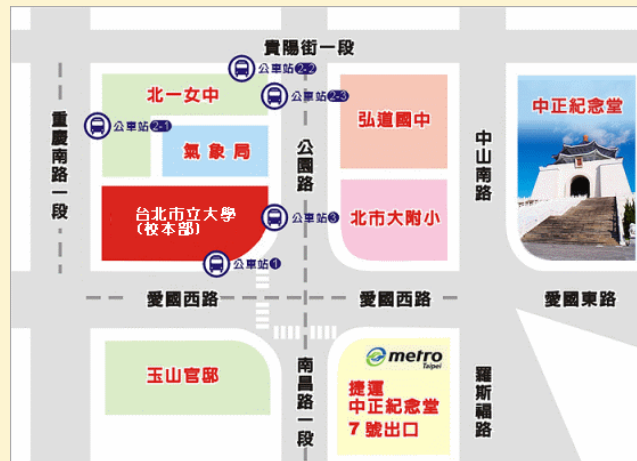 貴陽街一段
公車站2-2
北一女中
公車站2-3
中正紀念堂
重慶南路一段
公車站2-1
弘道國中
氣象局
公園路
中山南路
台北市立大學
(校本部)
公車站3
北市大附小
公車站1
愛國西路
愛國西路
愛國東路
玉山官邸
南昌路一段
metro
Taipei
捷運
中正紀念堂
7 號出口
羅斯福路